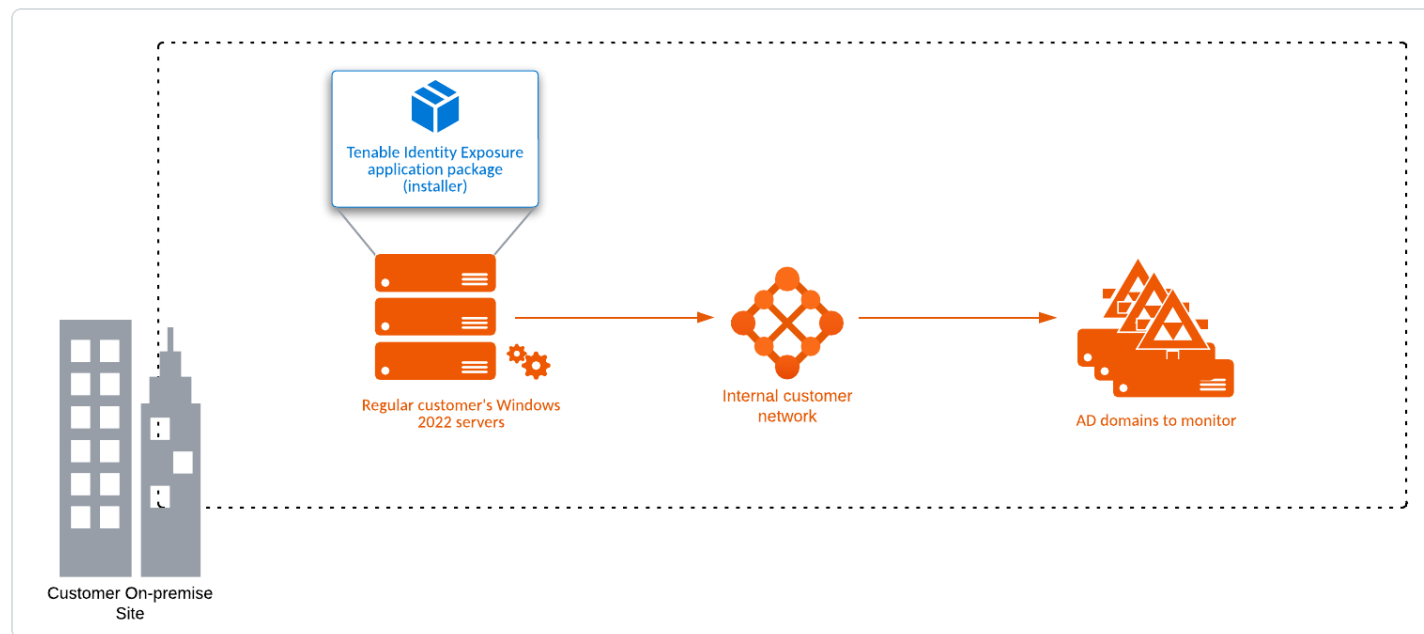 Tenable Identity Exposure
application package
(installer)
Regular customer's Windows
2022 servers
Internal customer
network
AD domains to monitor
Customer On-premise
Site